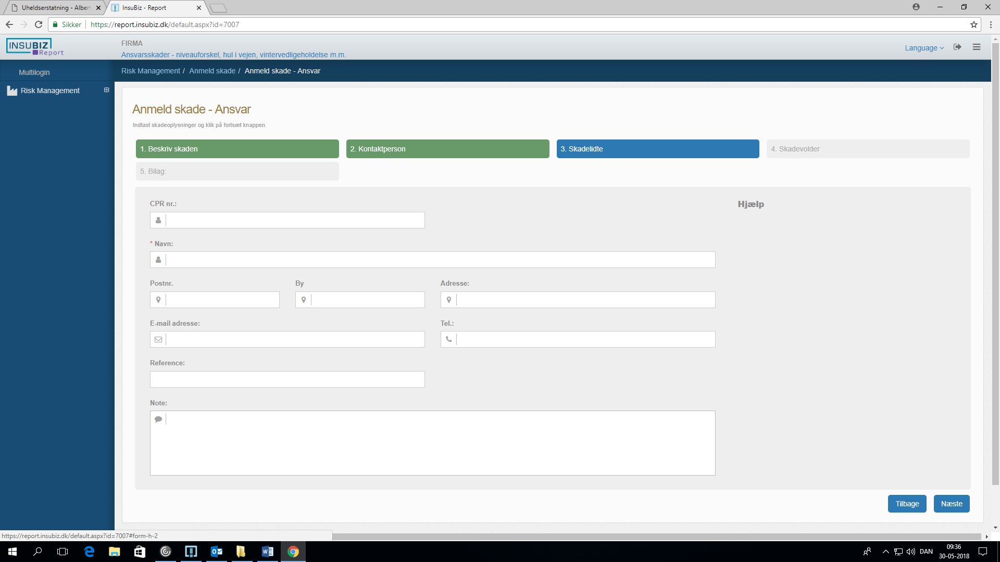 Uheldserstatning - Albert
InsuBiz - Report
Sikker
https://report.insubiz.dk/default.aspx?id=7007
INSUBIZ
Report
FIRMA
Ansvarsskader - niveauforskel, hul i vejen, vintervedligeholdelse m.m.
Language
Multilogin
Risk Management / Anmeld skade / Anmeld skade - Ansvar
Risk Management
Anmeld skade - Ansvar
Indtast skadeoplysninger og klik på fortsæt knappen.
1. Beskriv skaden
2. Kontaktperson
3. Skadelidte
4. Skadevolder
5. Bilag:
CPR nr.:
Hjælp
* Navn:
Postnr.
By
Adresse:
E-mail adresse:
Tel.:
Reference:
Note:
Tilbage
Næste
https://report.insubiz.dk/default.aspx?id=7007#form-h-2
DAN
09:36
30-05-2018